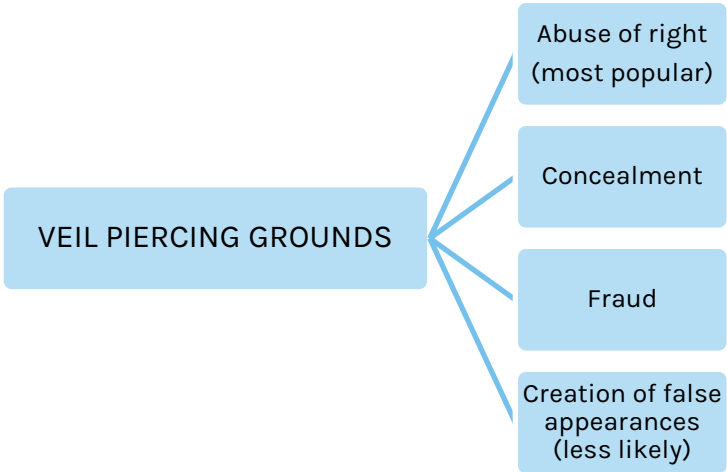 Abuse of right
(most popular)
Concealment
VEIL PIERCING GROUNDS
Fraud
Creation of false
appearances
(less likely)